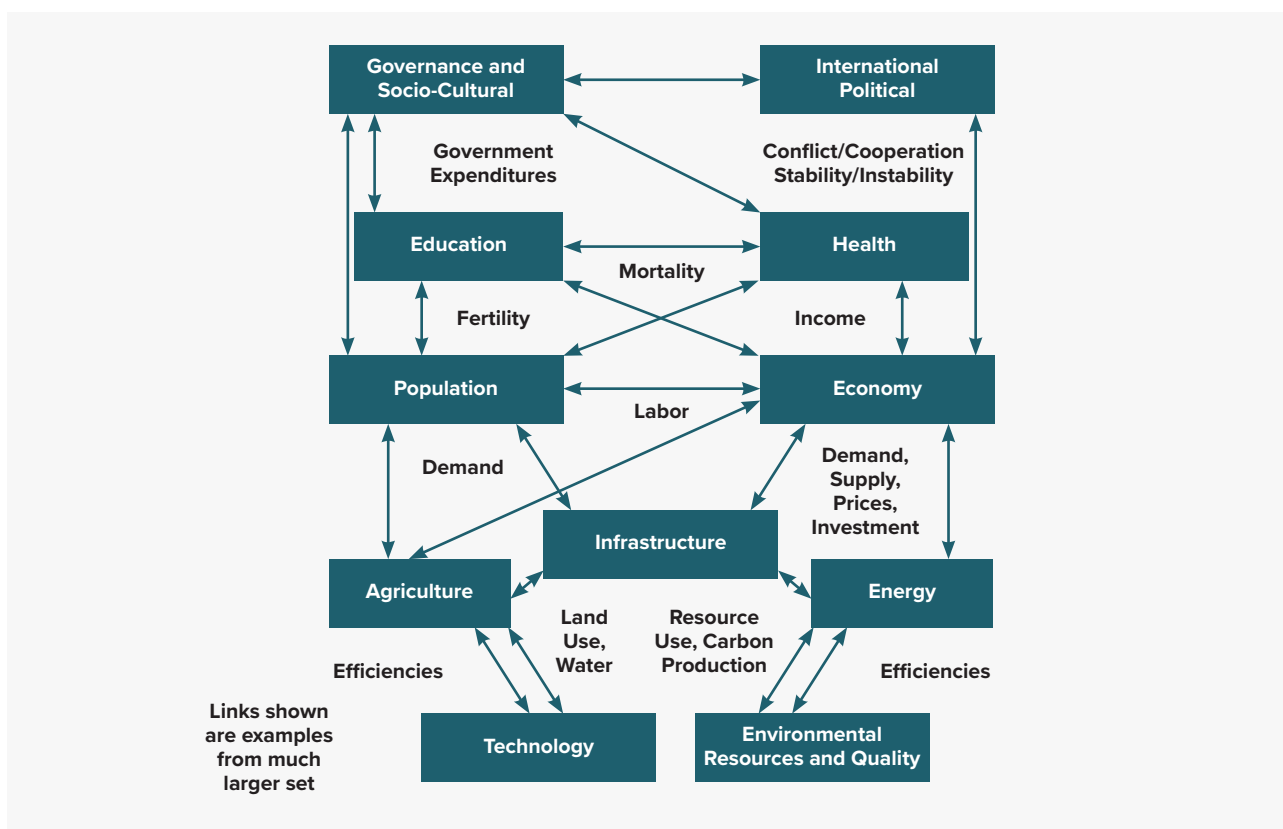 Governance and
Socio-Cultural
International
Political
Government
Expenditures
Conflict/Cooperation
Stability/Instability
Education
Health
Mortality
Fertility
Income
Population
Economy
Labor
Demand
Demand,
Supply,
Prices,
Investment
Infrastructure
Agriculture
Energy
Land
Use,
Water
Resource
Use, Carbon
Production
Efficiencies
Efficiencies
Links shown
are examples
from much
larger set
Technology
Environmental
Resources and Quality